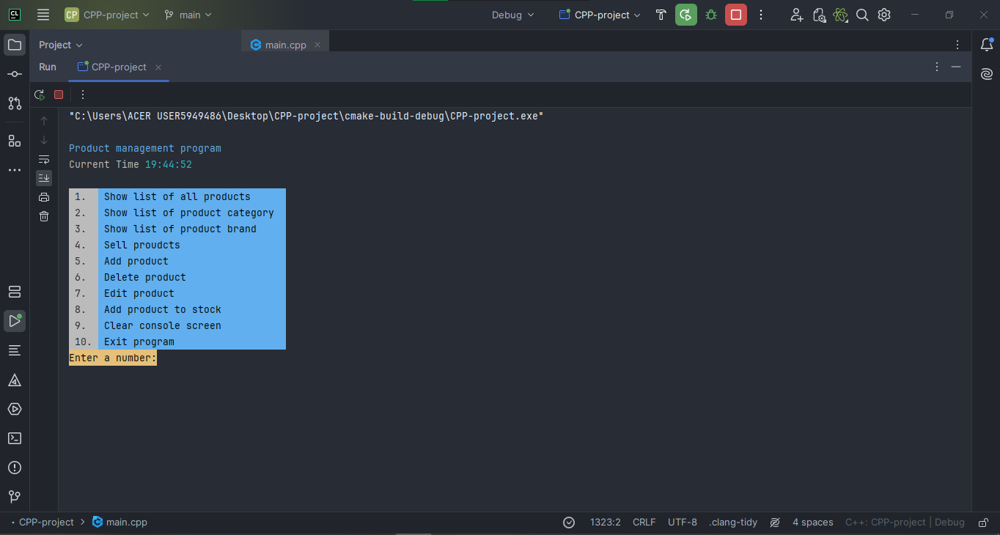 CL CP CPP-project main Debug CPP-project
Project main.cpp
Run CPP-project
"C:\Users\ACER USER5949486\Desktop\CPP-project\cmake-build-debug\CPP-project.exe"
Product management program
Current Time 19:44:52
1. Show list of all products
2. Show list of product category
3. Show list of product brand
4. Sell proudcts
5. Add product
6. Delete product
7. Edit product
8. Add product to stock
9. Clear console screen
10. Exit program
Enter a number:
CPP-project main.cpp 1323:2 CRLF UTF-8 .clang-tidy 4 spaces C++: CPP-project | Debug